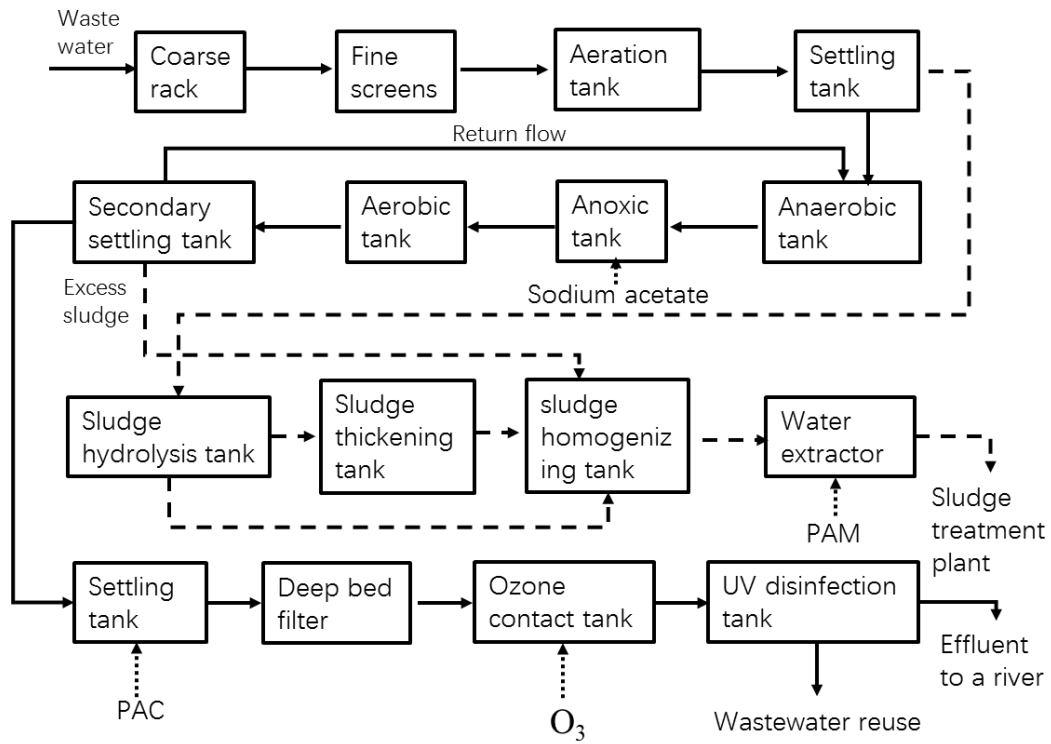 Waste
water
Coarse
rack
Fine
screens
Aeration
tank
Settling
tank
Return flow
Secondary
settling tank
Aerobic
tank
Anoxic
tank
Anaerobic
tank
Excess
sludge
Sodium acetate
Sludge
hydrolysis tank
Sludge
thickening
tank
sludge
homogeniz
ing tank
Water
extractor
PAM
Sludge
treatment
plant
Settling
tank
Deep bed
filter
Ozone
contact tank
UV disinfection
tank
Effluent
to a river
PAC
O₃
Wastewater reuse